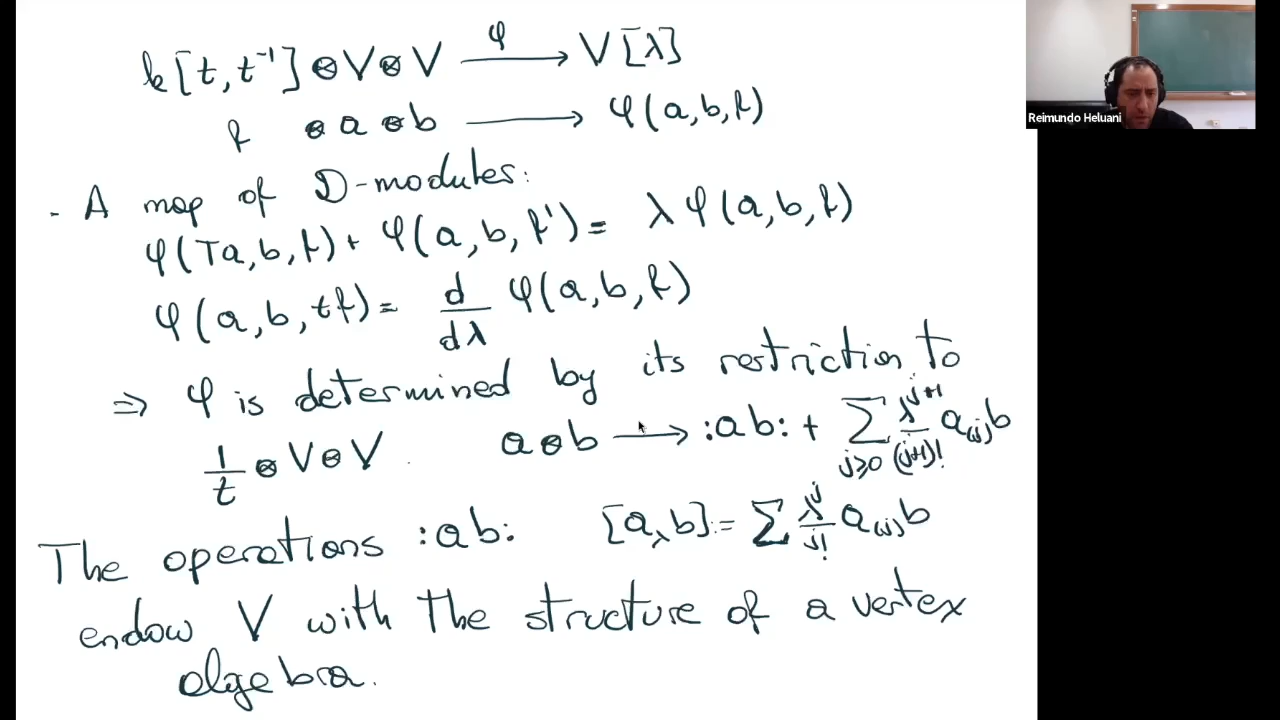 k[t, t⁻¹] ⊗ V ⊗ V —φ→ V[λ]
f ⊗ a ⊗ b ⟶ φ(a, b, f)
Reimundo Heluani
- A map of D-modules:
φ(Ta, b, f) + φ(a, b, f') = λ φ(a, b, f)
φ(a, b, tf) = d/dλ φ(a, b, f)
⇒ φ is determined by its restriction to
1/t ⊗ V ⊗ V . a ⊗ b ⟶ :ab: + ∑_{j≥0} λ^{j+1}/(j+1)! a_{(j)}b
The operations :ab: [a_λ b] := ∑ λ^j/j! a_{(j)}b
endow V with the structure of a vertex
algebra.